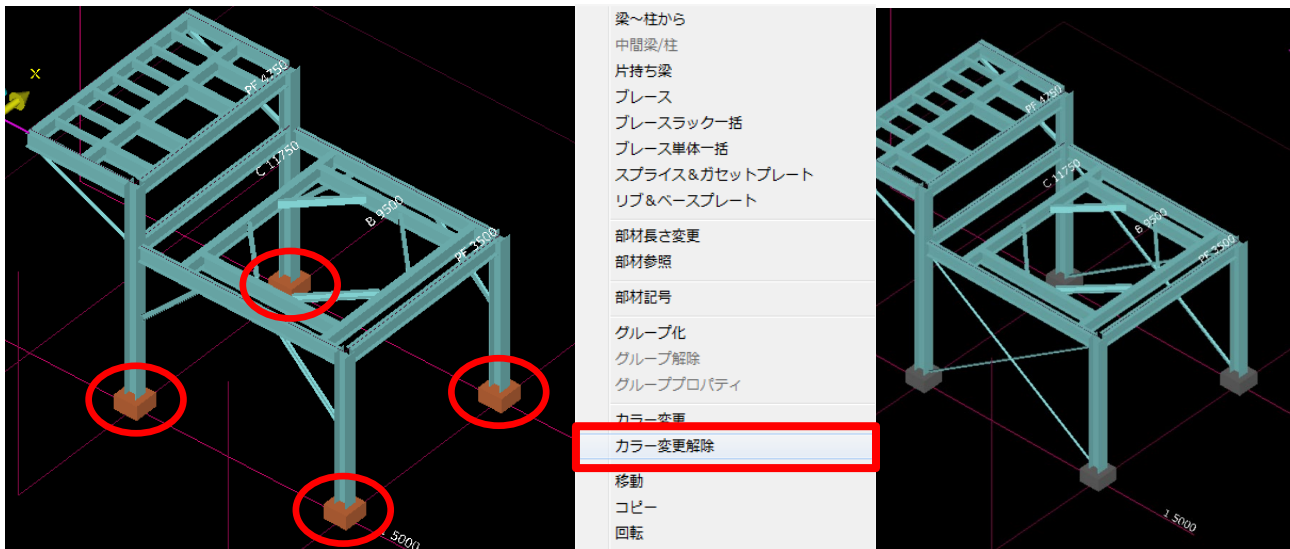 X
PF 4750
C 11750
B 9500
PF 3500
1 5000
梁～柱から
中間梁/柱
片持ち梁
ブレース
ブレースラック一括
ブレース単体一括
スプライス&ガセットプレート
リブ&ベースプレート
部材長さ変更
部材参照
部材記号
グループ化
グループ解除
グループプロパティ
カラー変更
カラー変更解除
移動
コピー
回転
PF 4750
C 11750
B 9500
PF 3500
1 5000